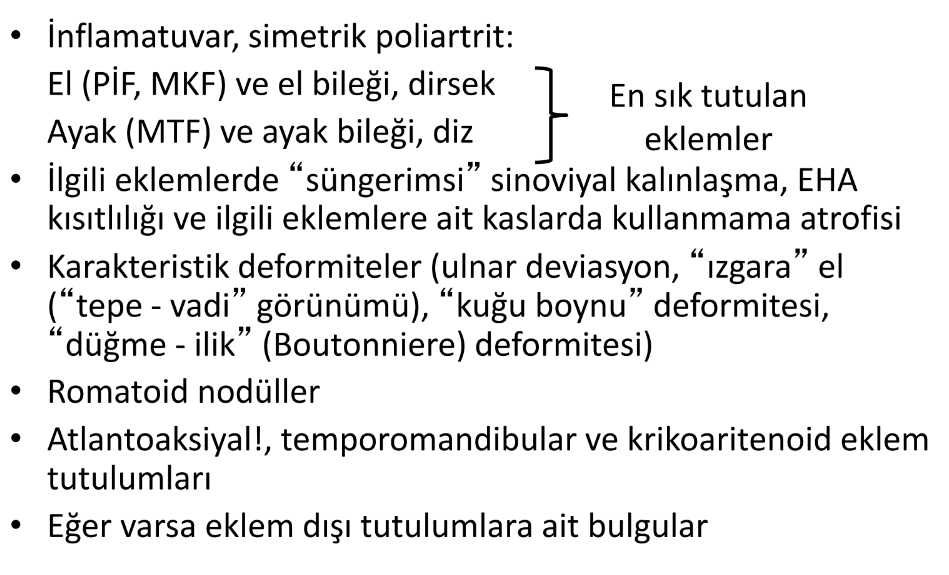 • İnflamatuvar, simetrik poliartrit:
El (PİF, MKF) ve el bileği, dirsek
Ayak (MTF) ve ayak bileği, diz
En sık tutulan
eklemler
• İlgili eklemlerde “süngerimsi” sinoviyal kalınlaşma, EHA
kısıtlılığı ve ilgili eklemlere ait kaslarda kullanmama atrofisi
• Karakteristik deformiteler (ulnar deviasyon, “ızgara” el
(“tepe - vadi” görünümü), “kuğu boynu” deformitesi,
“düğme - ilik” (Boutonniere) deformitesi)
• Romatoid nodüller
• Atlantoaksiyal!, temporomandibular ve krikoaritenoid eklem
tutulumları
• Eğer varsa eklem dışı tutulumlara ait bulgular